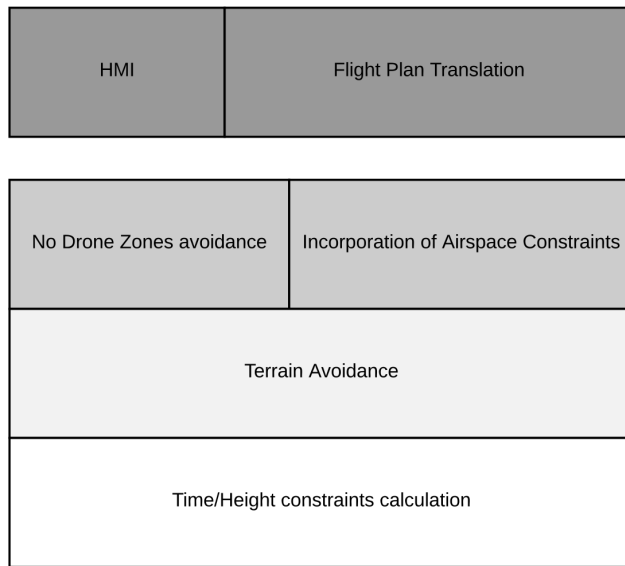 HMI
Flight Plan Translation
No Drone Zones avoidance
Incorporation of Airspace Constraints
Terrain Avoidance
Time/Height constraints calculation